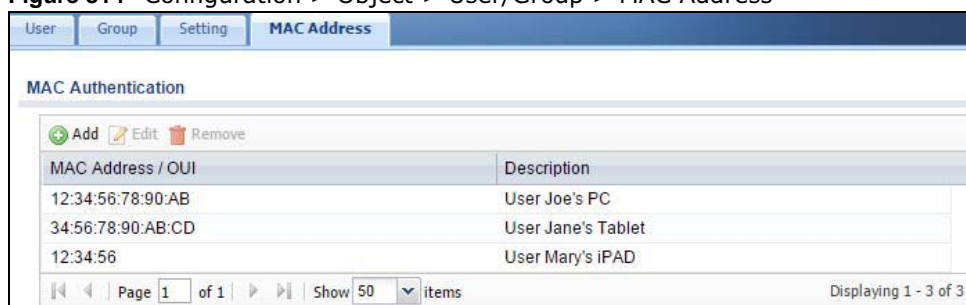 Configuration > Object > User/Group > MAC Address
User Group Setting MAC Address
MAC Authentication
Add Edit Remove
MAC Address / OUI Description
12:34:56:78:90:AB User Joe's PC
34:56:78:90:AB:CD User Jane's Tablet
12:34:56 User Mary's iPAD
Page 1 of 1 Show 50 items Displaying 1 - 3 of 3